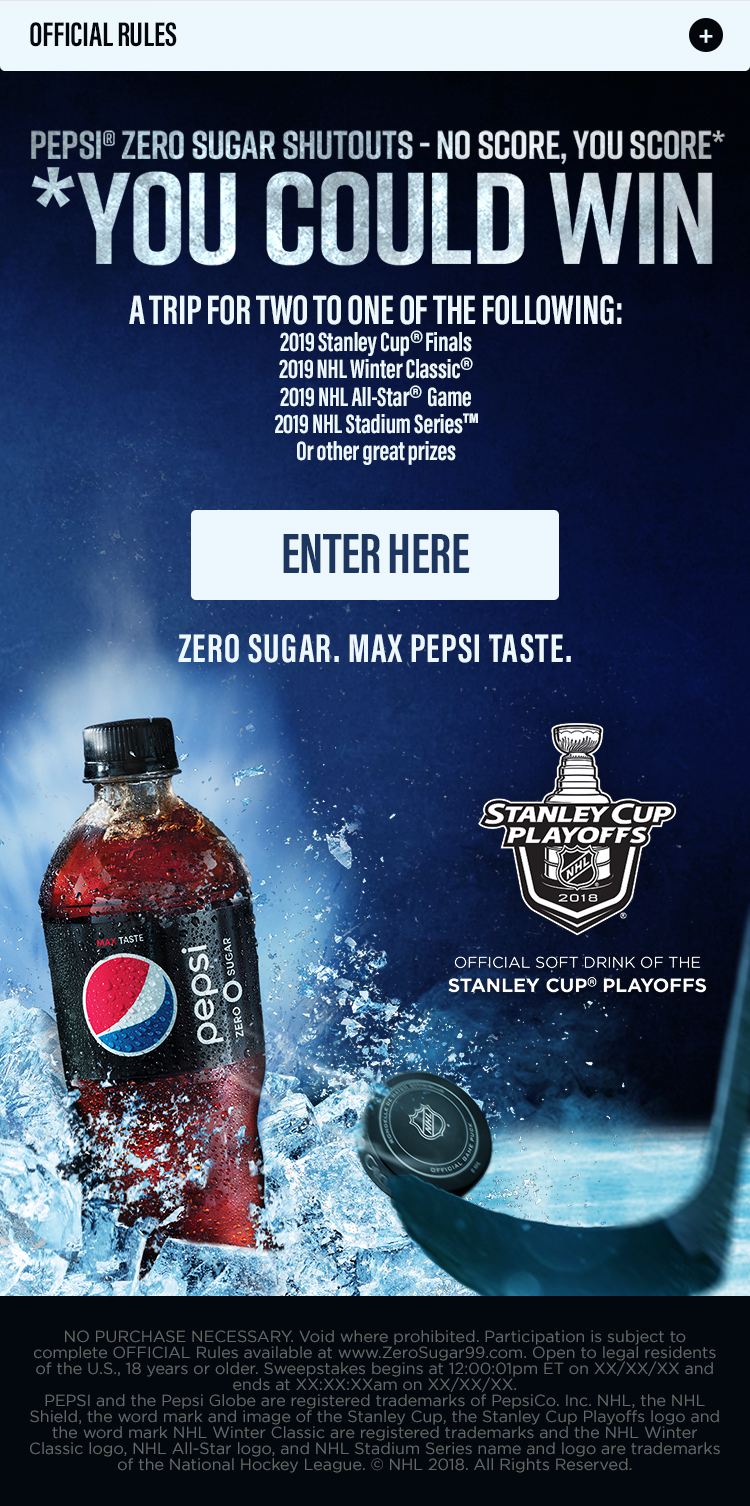 OFFICIAL RULES
+
PEPSI® ZERO SUGAR SHUTOUTS - NO SCORE, YOU SCORE*
*YOU COULD WIN
A TRIP FOR TWO TO ONE OF THE FOLLOWING:
2019 Stanley Cup® Finals
2019 NHL Winter Classic®
2019 NHL All-Star® Game
2019 NHL Stadium Series™
Or other great prizes
ENTER HERE
ZERO SUGAR. MAX PEPSI TASTE.
STANLEY CUP
PLAYOFFS
NHL
2018
®
MAX TASTE
pepsi
ZERO SUGAR
OFFICIAL SOFT DRINK OF THE
STANLEY CUP® PLAYOFFS
NHL
OFFICIAL GAME PUCK
NO PURCHASE NECESSARY. Void where prohibited. Participation is subject to
complete OFFICIAL Rules available at www.ZeroSugar99.com. Open to legal residents
of the U.S., 18 years or older. Sweepstakes begins at 12:00:01pm ET on XX/XX/XX and
ends at XX:XX:XXam on XX/XX/XX.
PEPSI and the Pepsi Globe are registered trademarks of PepsiCo. Inc. NHL, the NHL
Shield, the word mark and image of the Stanley Cup, the Stanley Cup Playoffs logo and
the word mark NHL Winter Classic are registered trademarks and the NHL Winter
Classic logo, NHL All-Star logo, and NHL Stadium Series name and logo are trademarks
of the National Hockey League. © NHL 2018. All Rights Reserved.